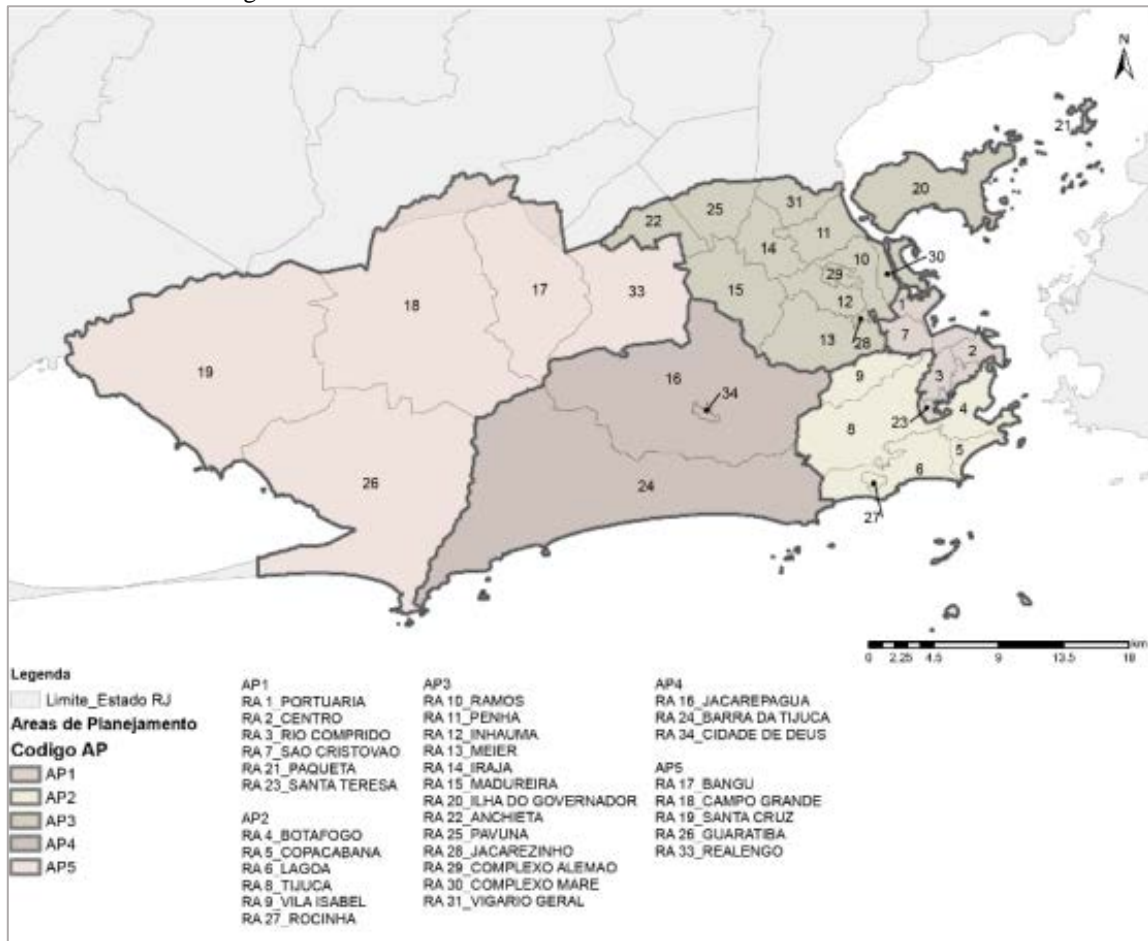 N
21
20
31
25
22
11
14
10
30
29
33
17
18
15
12
1
13
28
7
2
19
16
34
9
3
23
4
8
5
26
24
6
27
km
0 2.25 4.5 9 13.5 18
Legenda
Limite_Estado RJ
Areas de Planejamento
Codigo AP
AP1
AP2
AP3
AP4
AP5
AP1
RA 1_PORTUARIA
RA 2_CENTRO
RA 3_RIO COMPRIDO
RA 7_SAO CRISTOVAO
RA 21_PAQUETA
RA 23_SANTA TERESA
AP2
RA 4_BOTAFOGO
RA 5_COPACABANA
RA 6_LAGOA
RA 8_TIJUCA
RA 9_VILA ISABEL
RA 27_ROCINHA
AP3
RA 10_RAMOS
RA 11_PENHA
RA 12_INHAUMA
RA 13_MEIER
RA 14_IRAJA
RA 15_MADUREIRA
RA 20_ILHA DO GOVERNADOR
RA 22_ANCHIETA
RA 25_PAVUNA
RA 28_JACAREZINHO
RA 29_COMPLEXO ALEMAO
RA 30_COMPLEXO MARE
RA 31_VIGARIO GERAL
AP4
RA 16_JACAREPAGUA
RA 24_BARRA DA TIJUCA
RA 34_CIDADE DE DEUS
AP5
RA 17_BANGU
RA 18_CAMPO GRANDE
RA 19_SANTA CRUZ
RA 26_GUARATIBA
RA 33_REALENGO